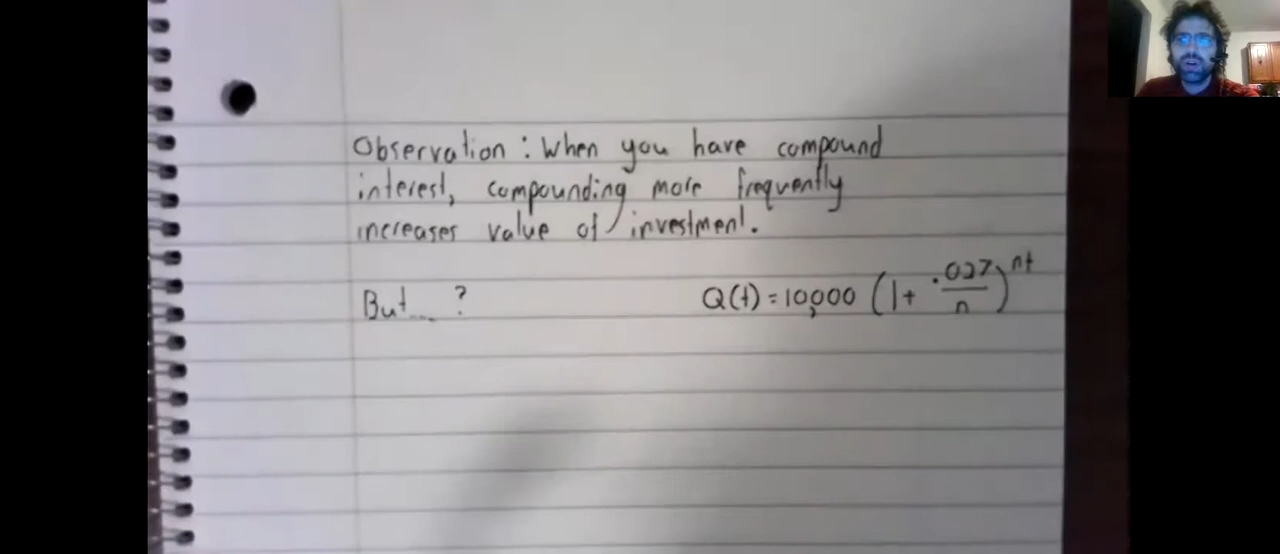 Observation: When you have compound
interest, compounding more frequently
increases value of investment.
But...? Q(t) = 10,000 (1 + .027/n)^nt